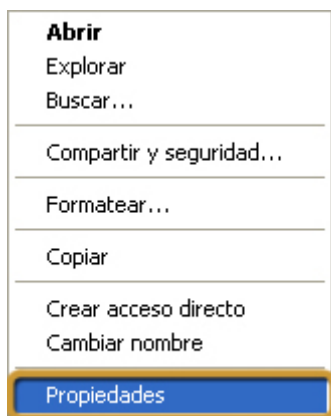 Abrir
Explorar
Buscar...
Compartir y seguridad...
Formatear...
Copiar
Crear acceso directo
Cambiar nombre
Propiedades